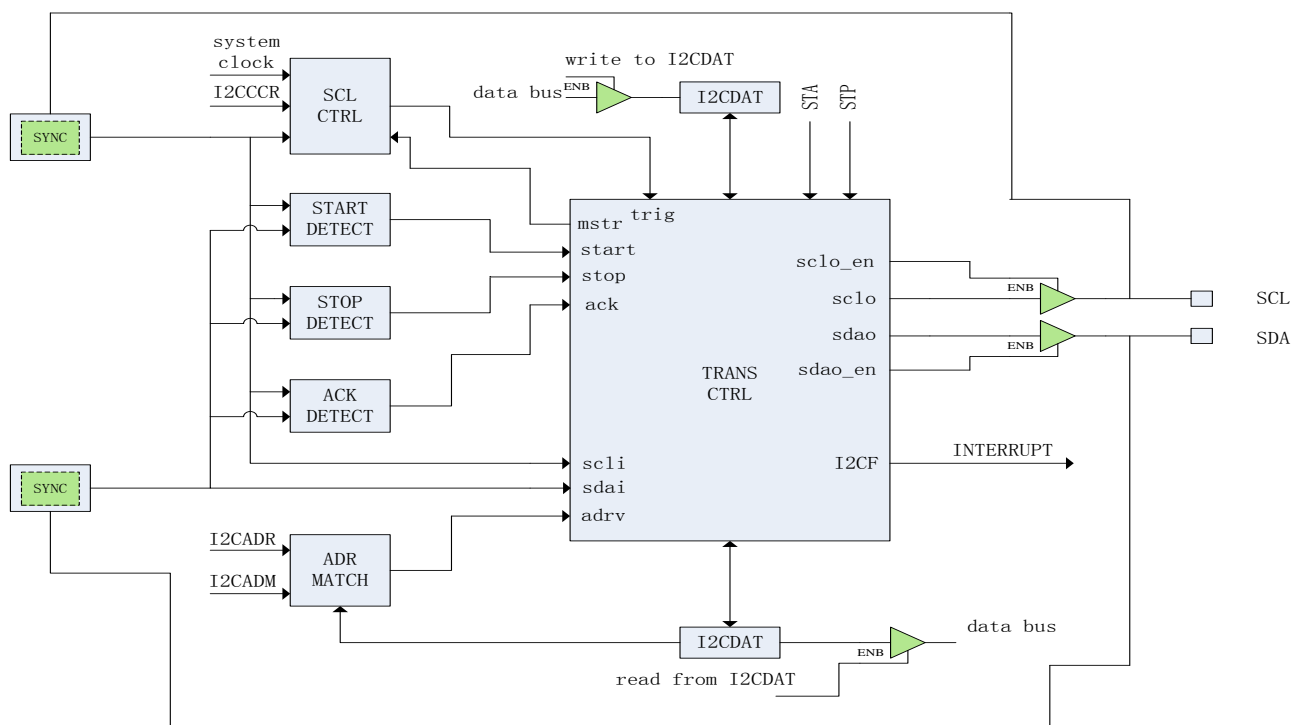 system
clock
I2CCCR
SCL
CTRL
write to I2CDAT
data bus
ENB
I2CDAT
STA
STP
SYNC
START
DETECT
STOP
DETECT
ACK
DETECT
trig
mstr
start
stop
ack
sclo_en
sclo
sdao
sdao_en
ENB
ENB
SCL
SDA
TRANS
CTRL
SYNC
scli
sdai
adrv
I2CF
INTERRUPT
I2CADR
I2CADM
ADR
MATCH
I2CDAT
ENB
data bus
read from I2CDAT